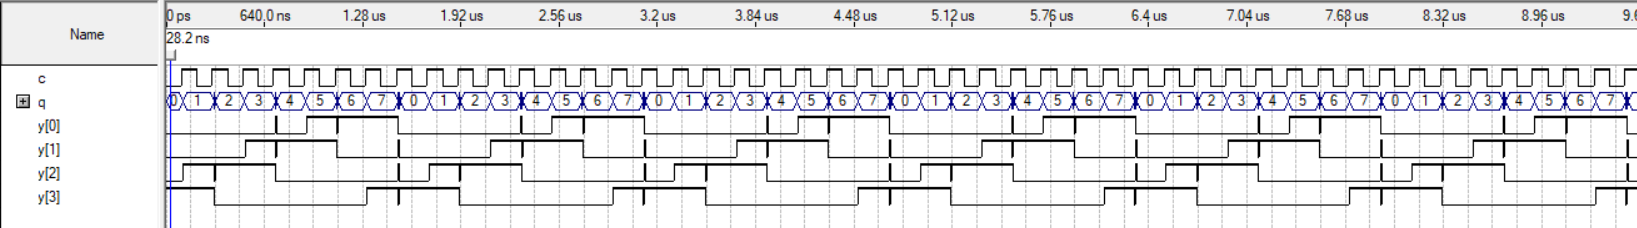 Name
0 ps 640.0 ns 1.28 us 1.92 us 2.56 us 3.2 us 3.84 us 4.48 us 5.12 us 5.76 us 6.4 us 7.04 us 7.68 us 8.32 us 8.96 us
28.2 ns
c
q 0 1 2 3 4 5 6 7 0 1 2 3 4 5 6 7 0 1 2 3 4 5 6 7 0 1 2 3 4 5 6 7 0 1 2 3 4 5 6 7 0 1 2 3 4 5 6 7
y[0]
y[1]
y[2]
y[3]